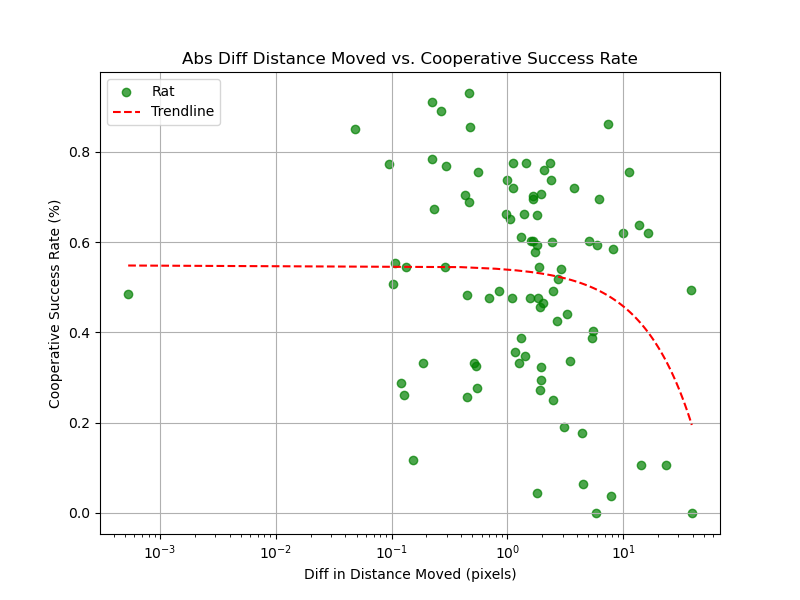 Abs Diff Distance Moved vs. Cooperative Success Rate
Rat
Trendline
0.8
0.6
0.4
0.2
0.0
Cooperative Success Rate (%)
10⁻³
10⁻²
10⁻¹
10⁰
10¹
Diff in Distance Moved (pixels)